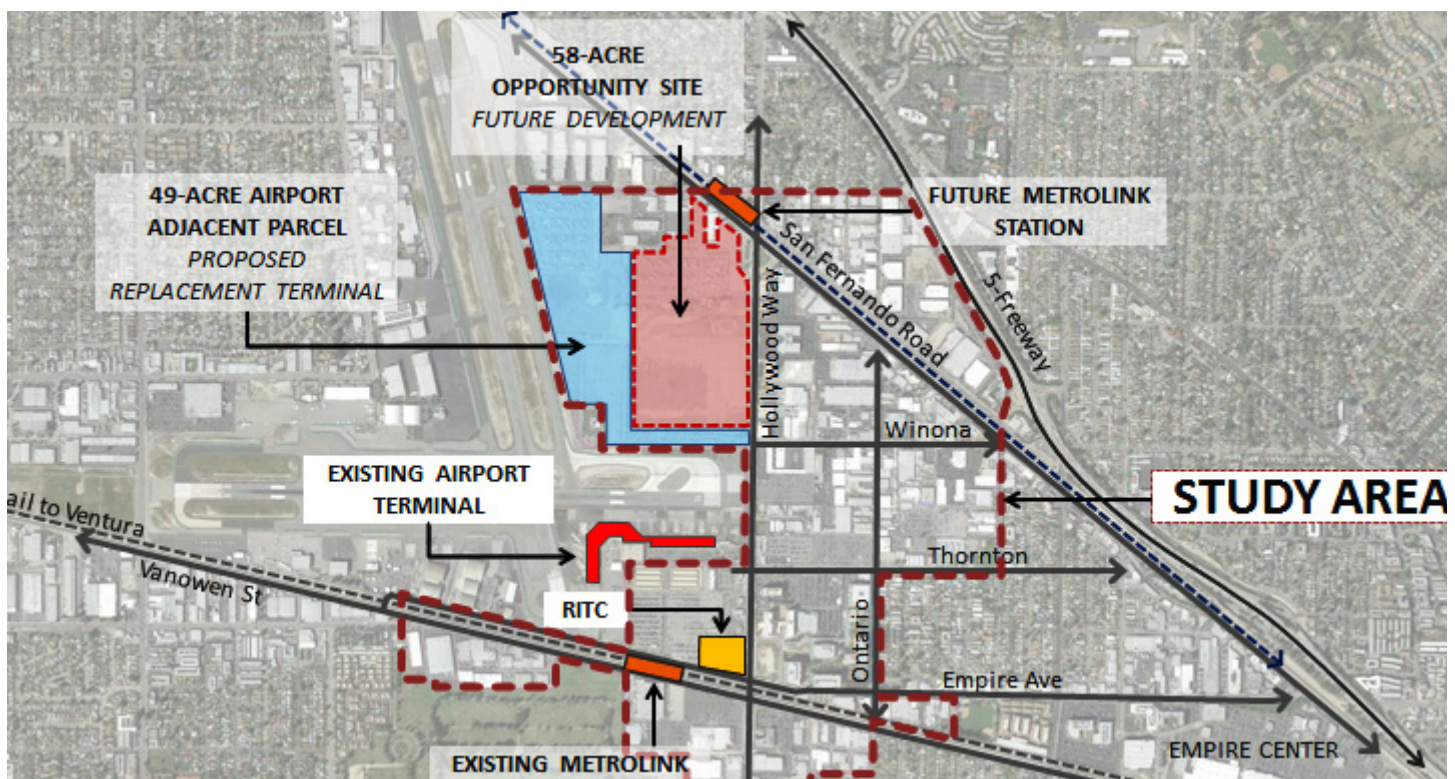 58-ACRE
OPPORTUNITY SITE
FUTURE DEVELOPMENT
49-ACRE AIRPORT
ADJACENT PARCEL
PROPOSED
REPLACEMENT TERMINAL
FUTURE METROLINK
STATION
San Fernando Road
5-Freeway
Hollywood Way
Winona
EXISTING AIRPORT
TERMINAL
STUDY AREA
ail to Ventura
Vanowen St
Thornton
RITC
Ontario
Empire Ave
EXISTING METROLINK
EMPIRE CENTER